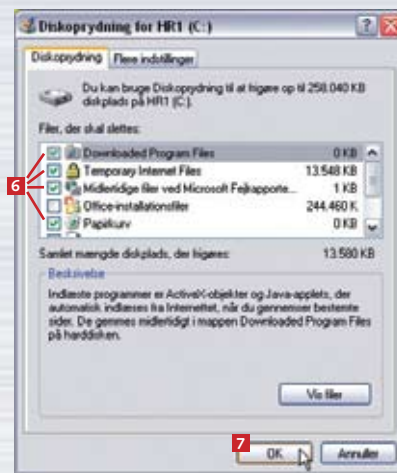 Diskoprydning for HR1 (C:)
Diskoprydning Flere indstillinger
Du kan bruge Diskoprydning til at frigøre op til 258.040 KB
diskplads på HR1 (C:).
Filer, der skal slettes:
Downloaded Program Files 0 KB
Temporary Internet Files 13.548 KB
6
Midlertidige filer ved Microsoft Fejlrapporte... 1 KB
Office-installationsfiler 244.460 K
Papirkurv 0 KB
Samlet mængde diskplads, der frigøres: 13.580 KB
Beskrivelse
Indlæste programmer er ActiveX-objekter og Java-applets, der
automatisk indlæses fra Internettet, når du gennemser bestemte
sider. De gemmes midlertidigt i mappen Downloaded Program Files
på harddisken.
Vis filer
7
OK Annuller